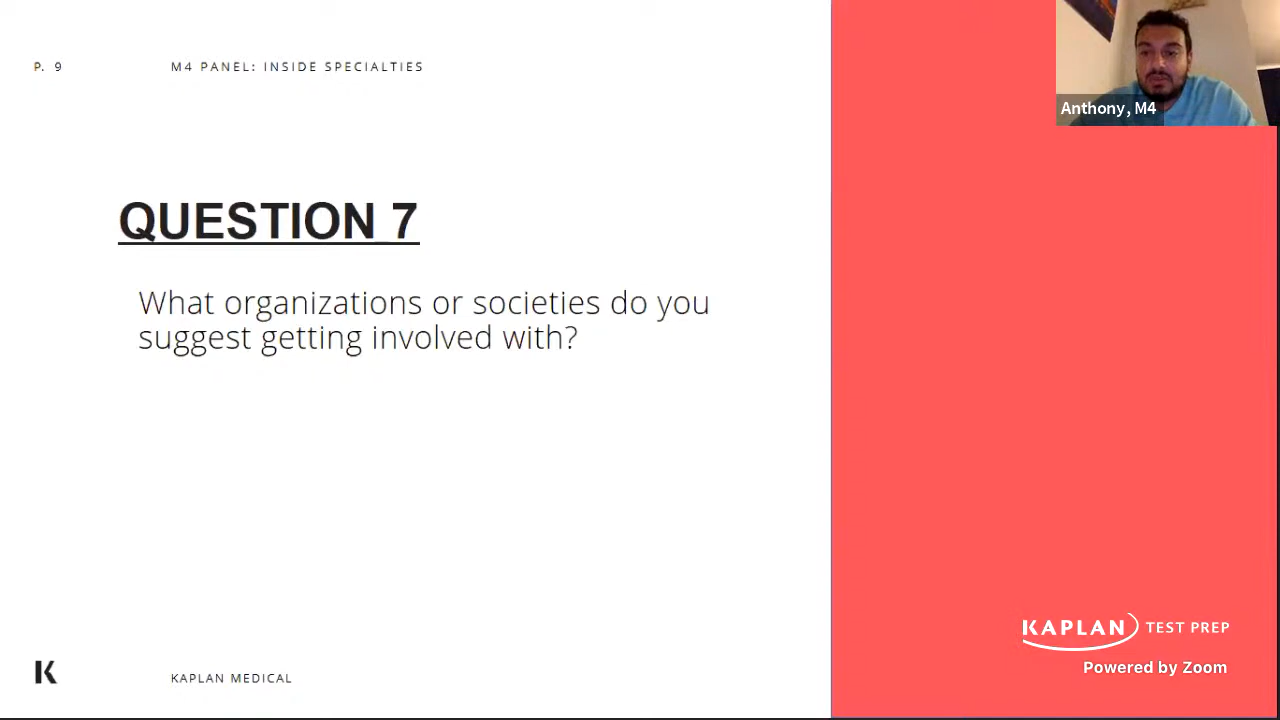 P. 9
M4 PANEL: INSIDE SPECIALTIES
Anthony, M4
QUESTION 7
What organizations or societies do you
suggest getting involved with?
KAPLAN TEST PREP
Powered by Zoom
K
KAPLAN MEDICAL